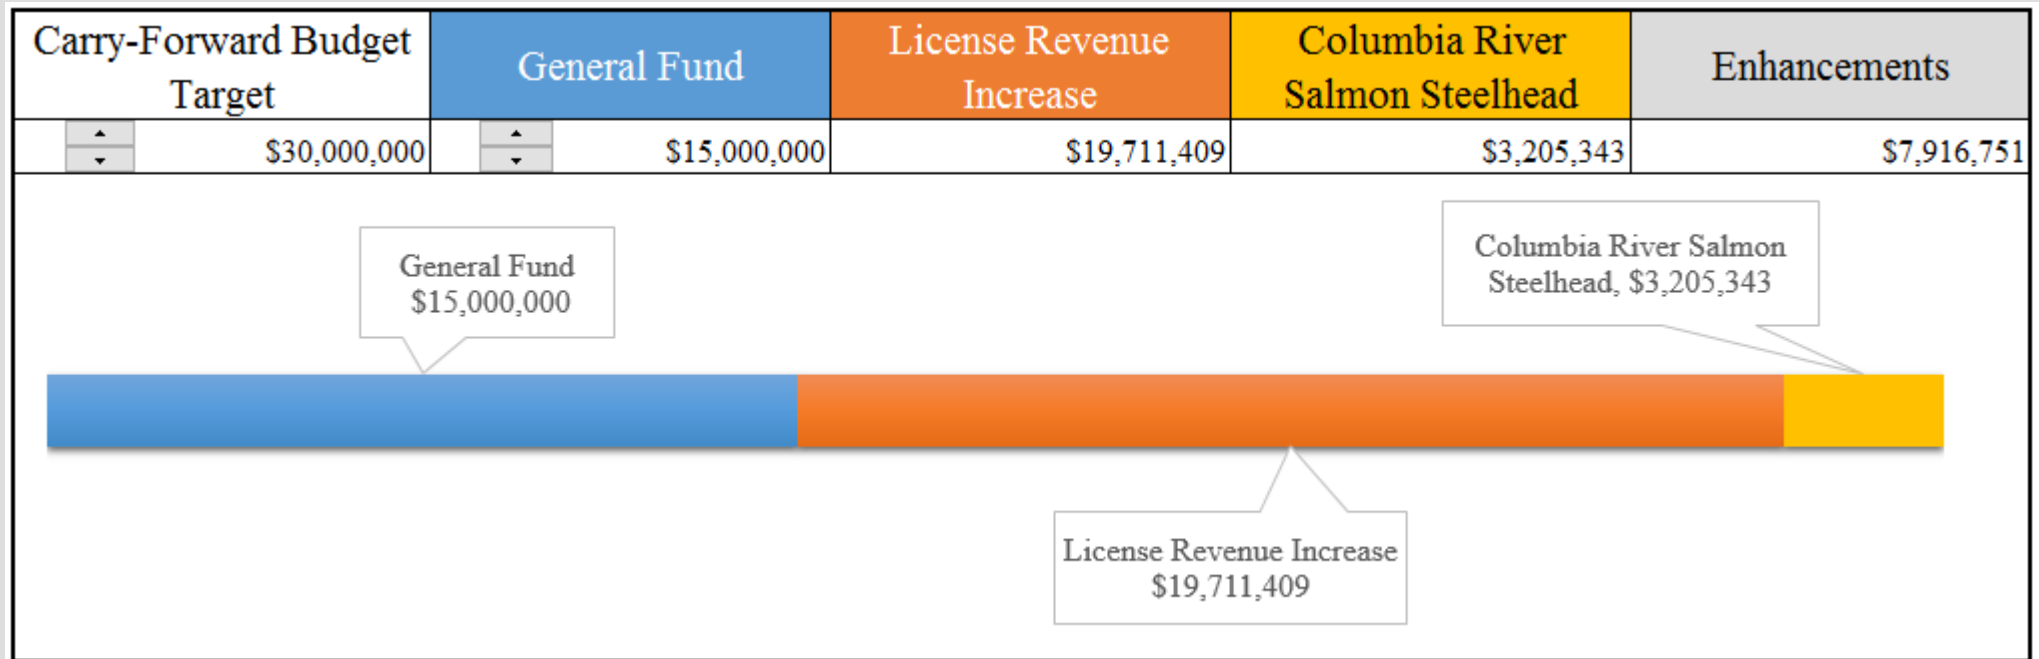 Carry-Forward Budget
Target
General Fund
License Revenue
Increase
Columbia River
Salmon Steelhead
Enhancements
$30,000,000
$15,000,000
$19,711,409
$3,205,343
$7,916,751
General Fund
$15,000,000
Columbia River Salmon
Steelhead, $3,205,343
License Revenue Increase
$19,711,409